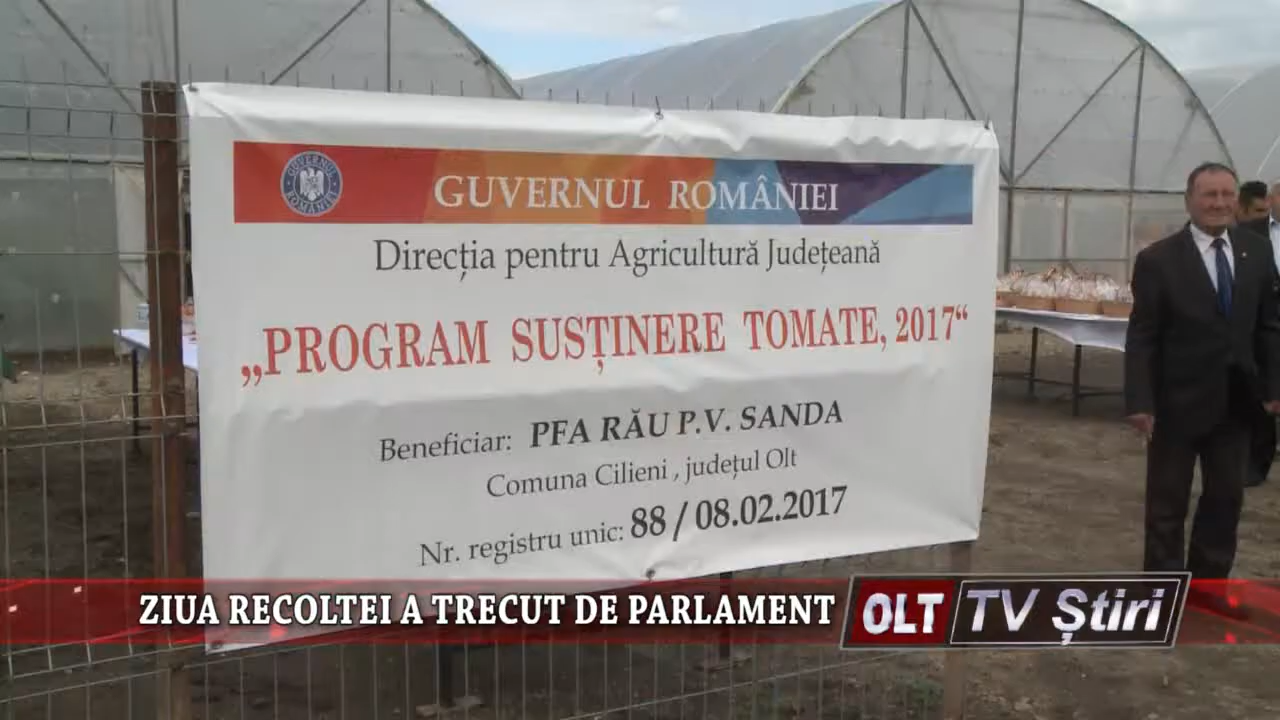 GUVERNUL ROMÂNIEI
GUVERNUL ROMÂNIEI
Direcția pentru Agricultură Județeană
„PROGRAM SUSȚINERE TOMATE, 2017“
Beneficiar: PFA RĂU P.V. SANDA
Comuna Cilieni , județul Olt
Nr. registru unic: 88 / 08.02.2017
ZIUA RECOLTEI A TRECUT DE PARLAMENT
OLT TV Știri